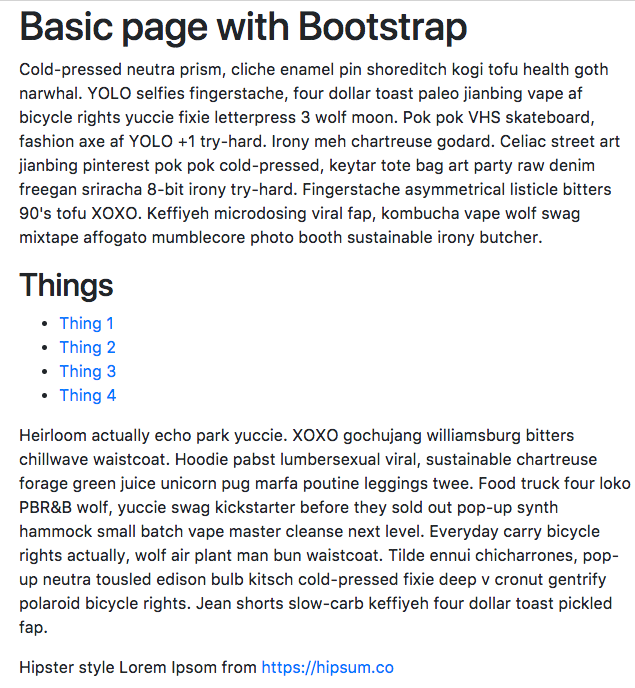 Basic page with Bootstrap
Cold-pressed neutra prism, cliche enamel pin shoreditch kogi tofu health goth
narwhal. YOLO selfies fingerstache, four dollar toast paleo jianbing vape af
bicycle rights yuccie fixie letterpress 3 wolf moon. Pok pok VHS skateboard,
fashion axe af YOLO +1 try-hard. Irony meh chartreuse godard. Celiac street art
jianbing pinterest pok pok cold-pressed, keytar tote bag art party raw denim
freegan sriracha 8-bit irony try-hard. Fingerstache asymmetrical listicle bitters
90's tofu XOXO. Keffiyeh microdosing viral fap, kombucha vape wolf swag
mixtape affogato mumblecore photo booth sustainable irony butcher.
Things
• Thing 1
• Thing 2
• Thing 3
• Thing 4
Heirloom actually echo park yuccie. XOXO gochujang williamsburg bitters
chillwave waistcoat. Hoodie pabst lumbersexual viral, sustainable chartreuse
forage green juice unicorn pug marfa poutine leggings twee. Food truck four loko
PBR&B wolf, yuccie swag kickstarter before they sold out pop-up synth
hammock small batch vape master cleanse next level. Everyday carry bicycle
rights actually, wolf air plant man bun waistcoat. Tilde ennui chicharrones, pop-
up neutra tousled edison bulb kitsch cold-pressed fixie deep v cronut gentrify
polaroid bicycle rights. Jean shorts slow-carb keffiyeh four dollar toast pickled
fap.
Hipster style Lorem Ipsom from https://hipsum.co